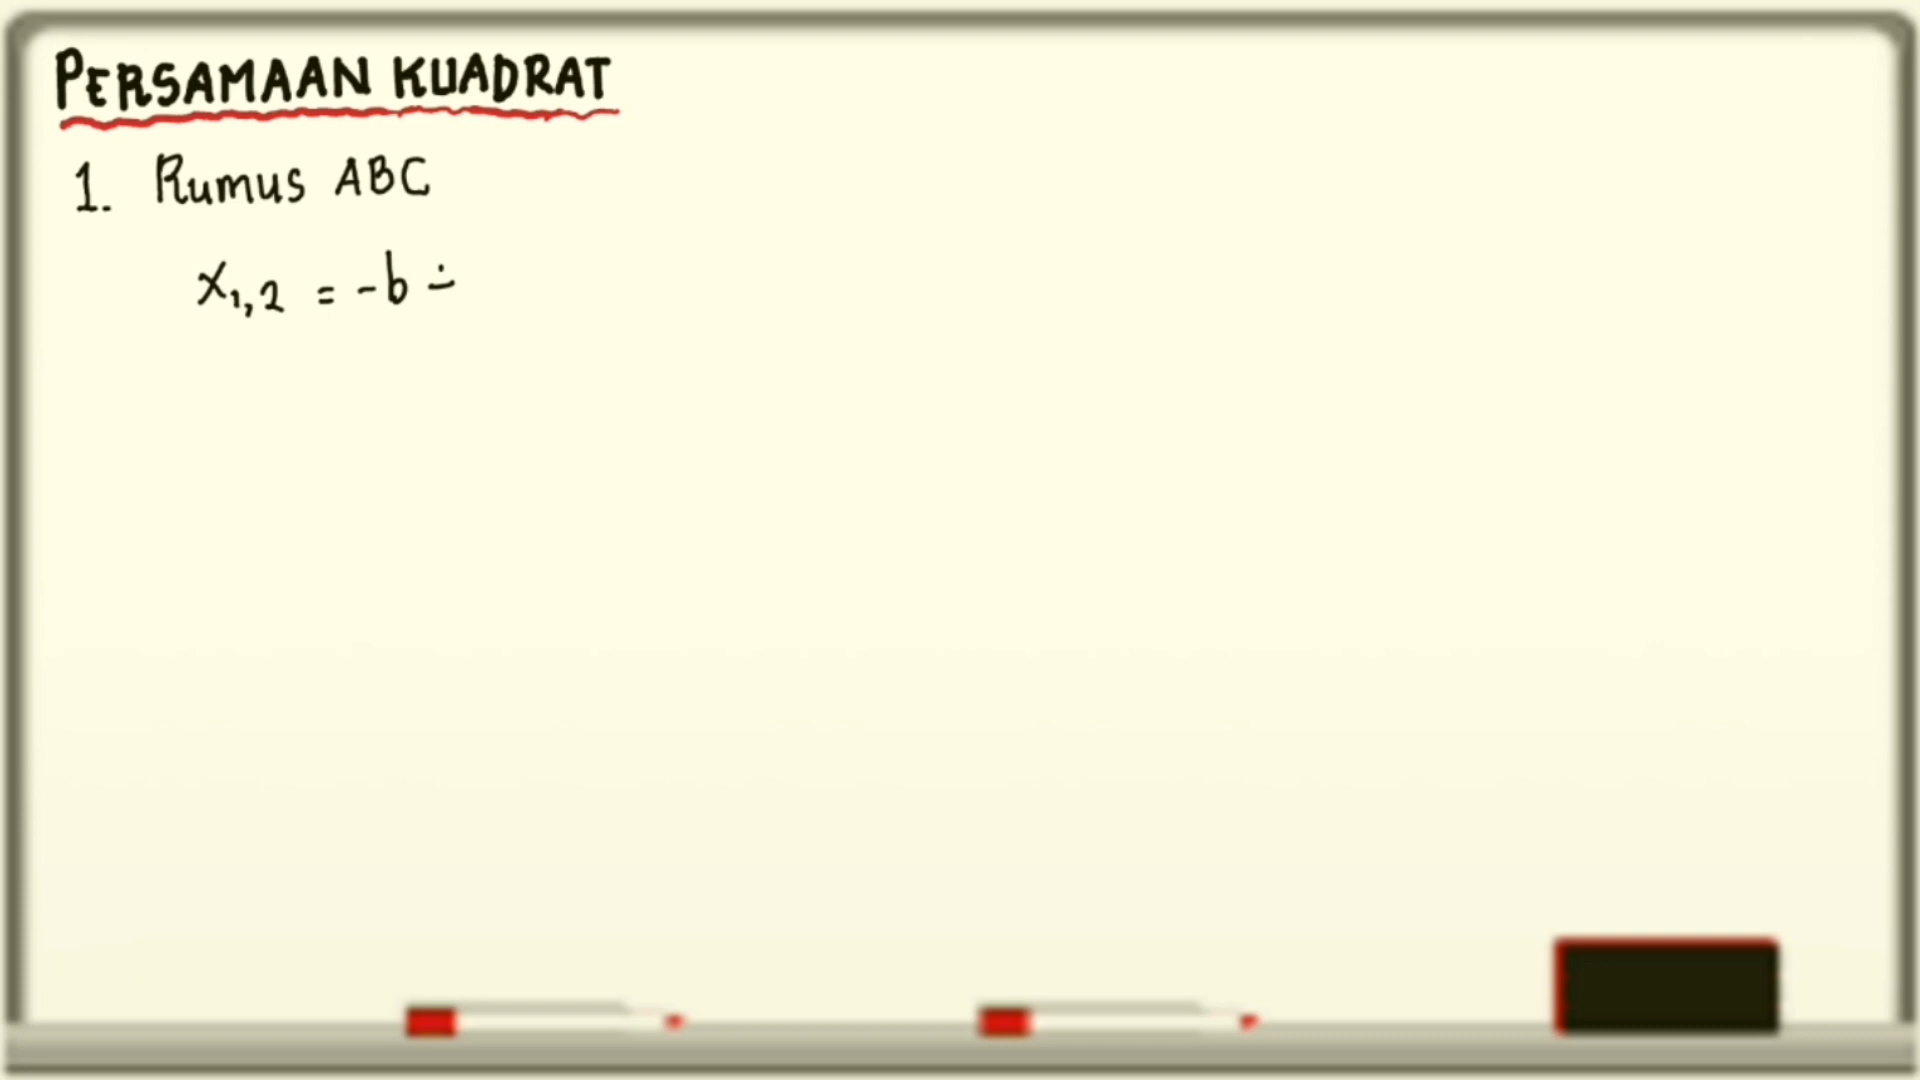 PERSAMAAN KUADRAT
1. Rumus ABC
x₁,₂ = -b ∸